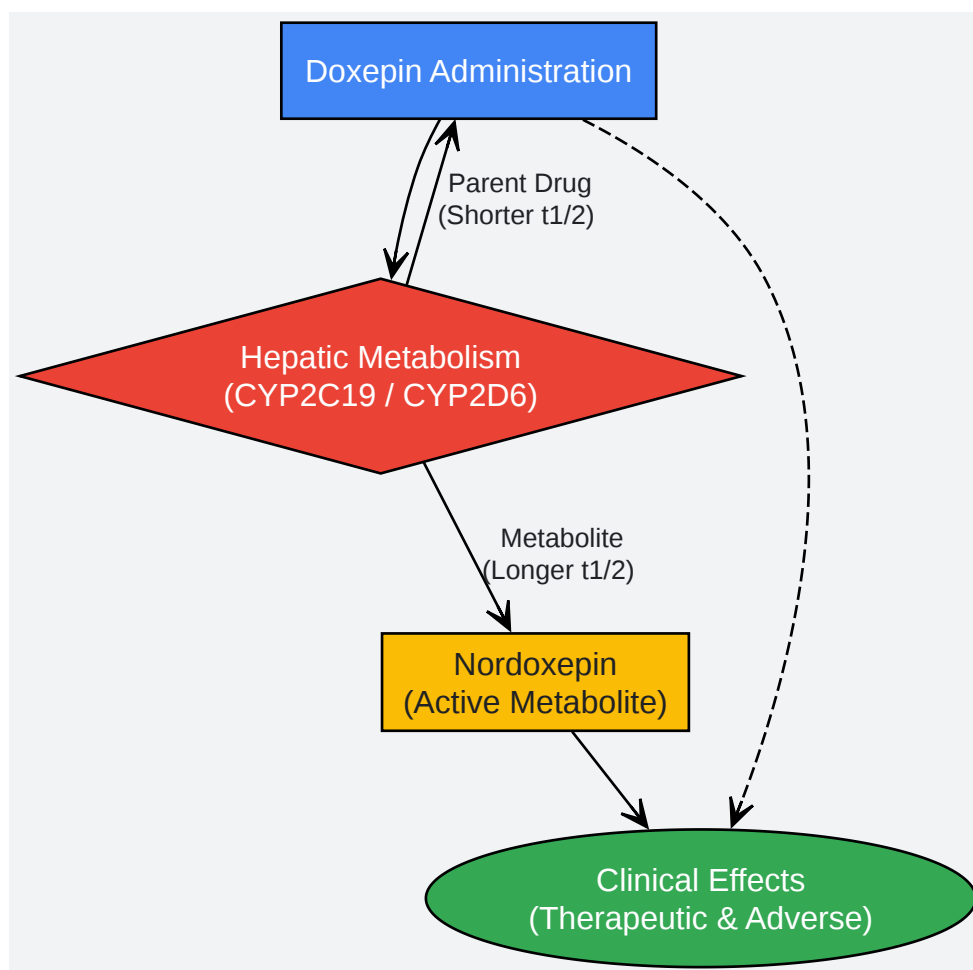 Doxepin Administration
Parent Drug
(Shorter t1/2)
Hepatic Metabolism
(CYP2C19 / CYP2D6)
Metabolite
(Longer t1/2)
Nordoxepin
(Active Metabolite)
Clinical Effects
(Therapeutic & Adverse)